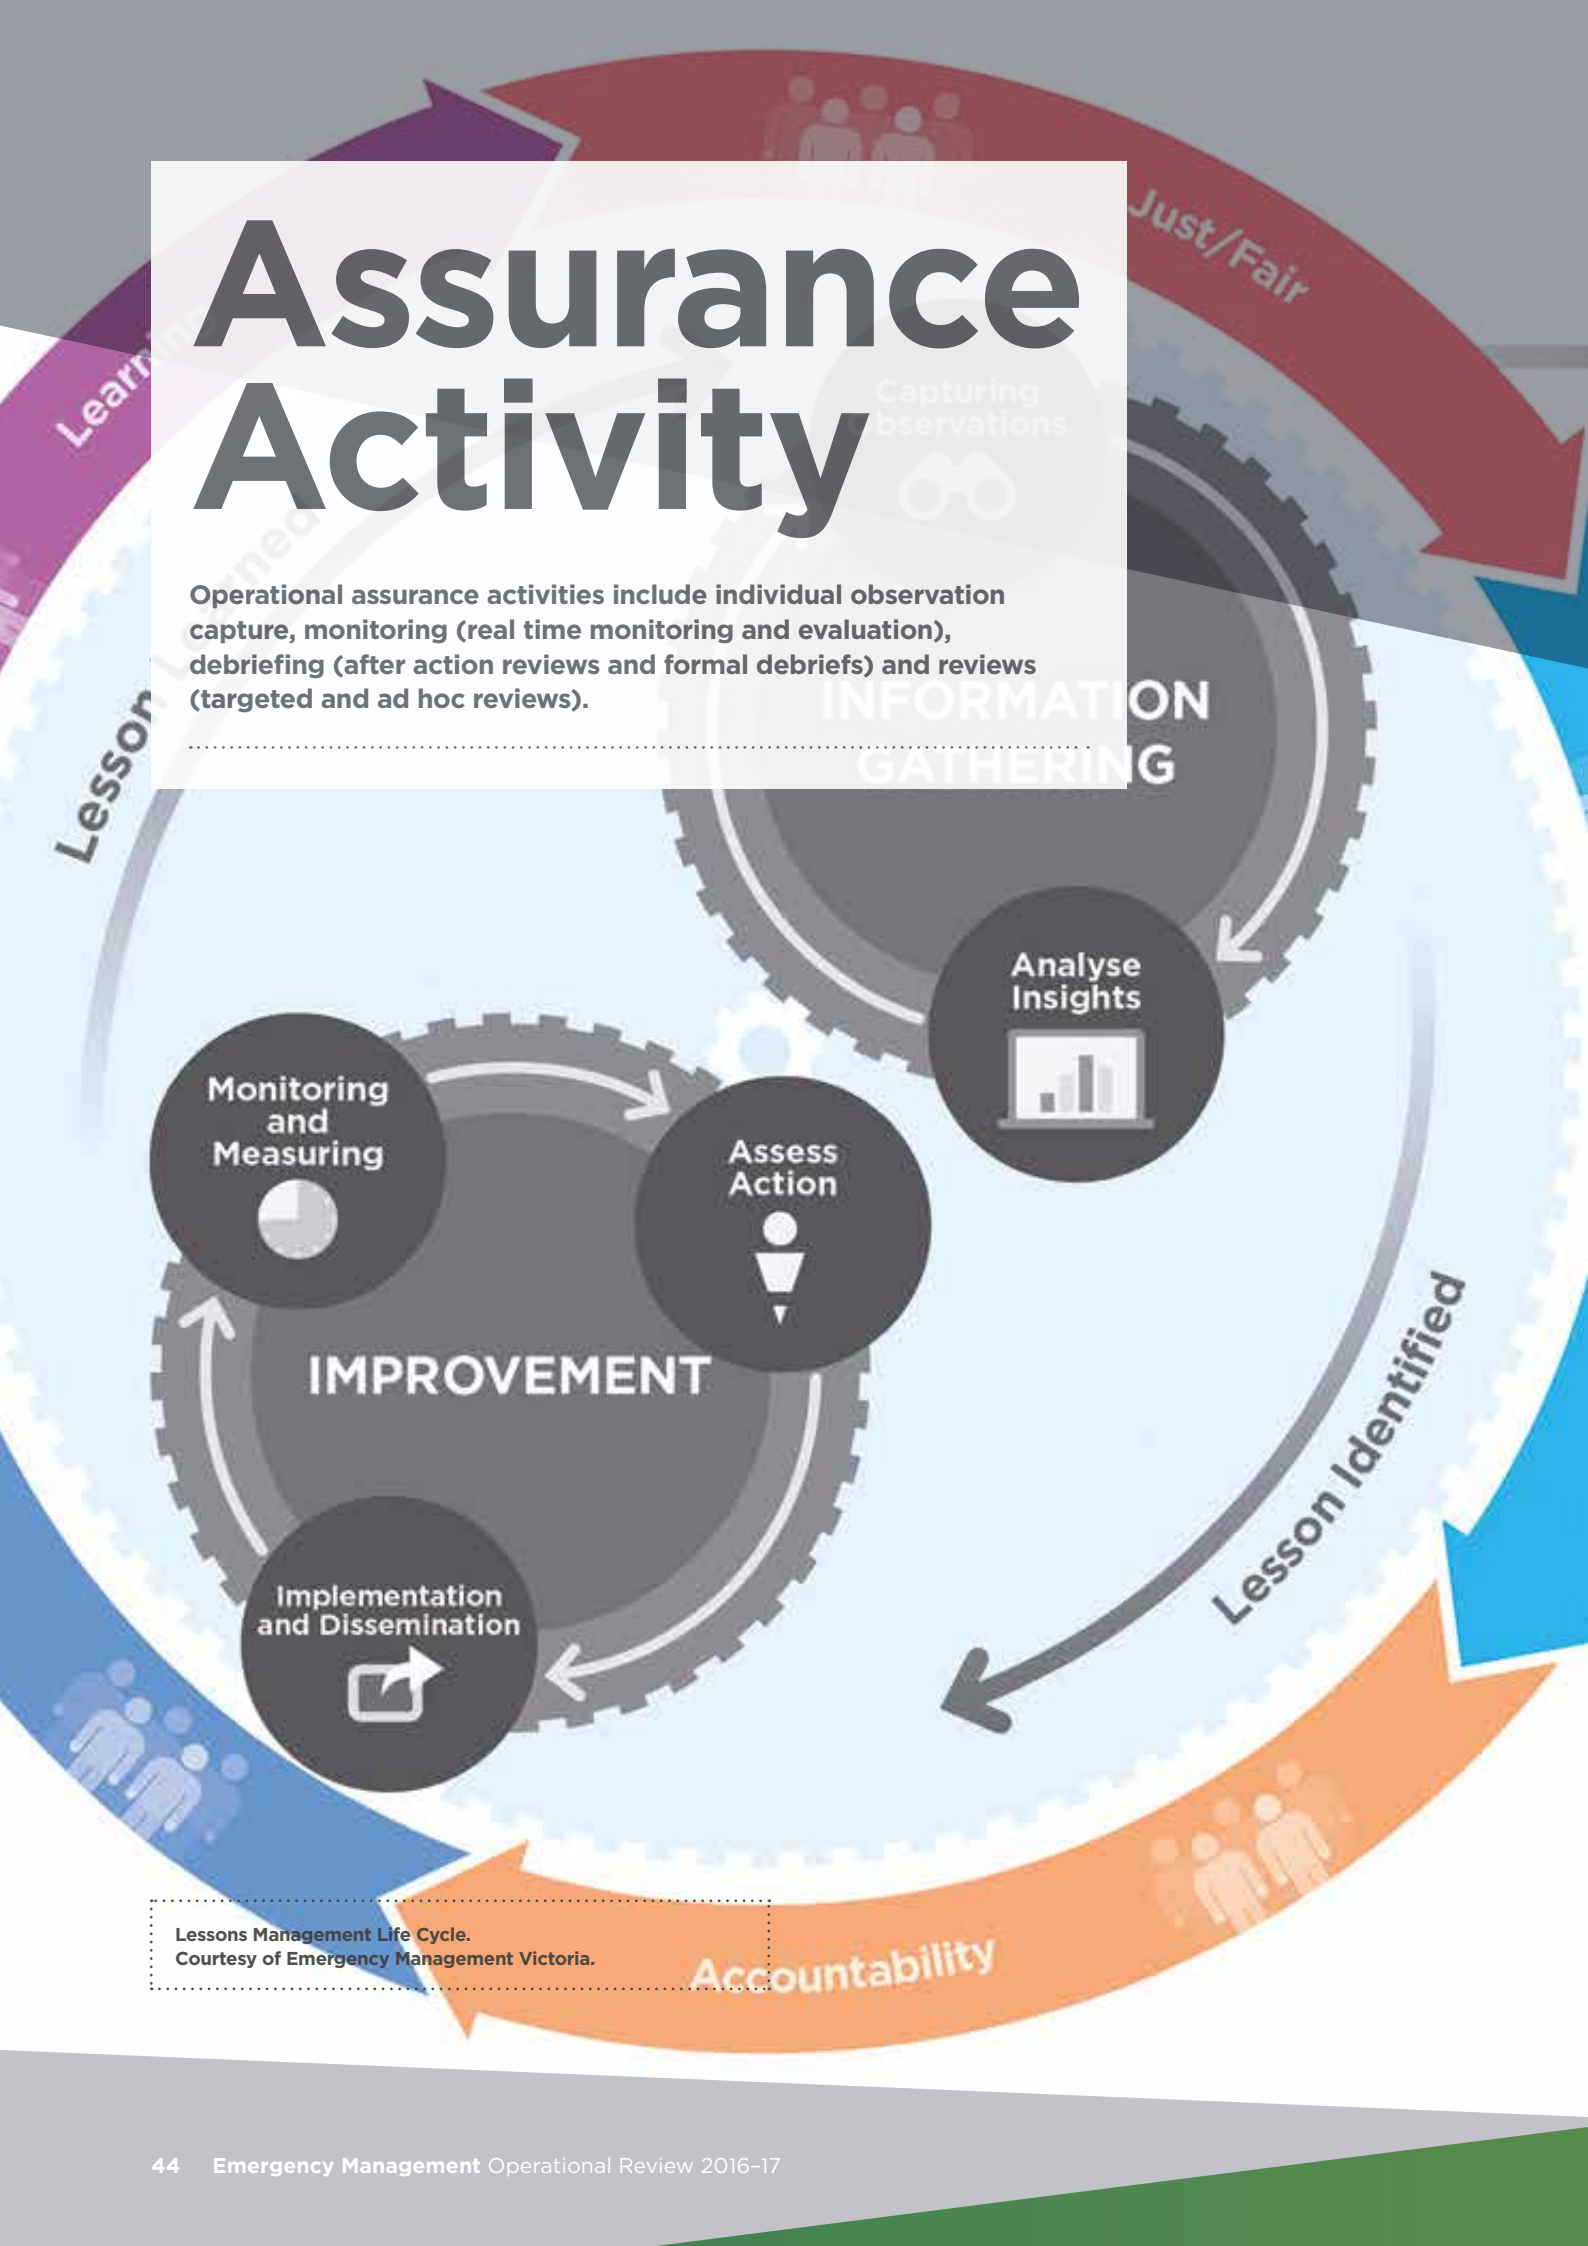 Just/Fair
Assurance
Activity
Learning
Capturing
Observations
Operational assurance activities include individual observation
capture, monitoring (real time monitoring and evaluation),
debriefing (after action reviews and formal debriefs) and reviews
(targeted and ad hoc reviews).
Lesson Learned
INFORMATION
GATHERING
Analyse
Insights
Monitoring
and
Measuring
Assess
Action
IMPROVEMENT
Lesson Identified
Implementation
and Dissemination
Lessons Management Life Cycle.
Courtesy of Emergency Management Victoria.
Accountability
44 Emergency Management Operational Review 2016–17